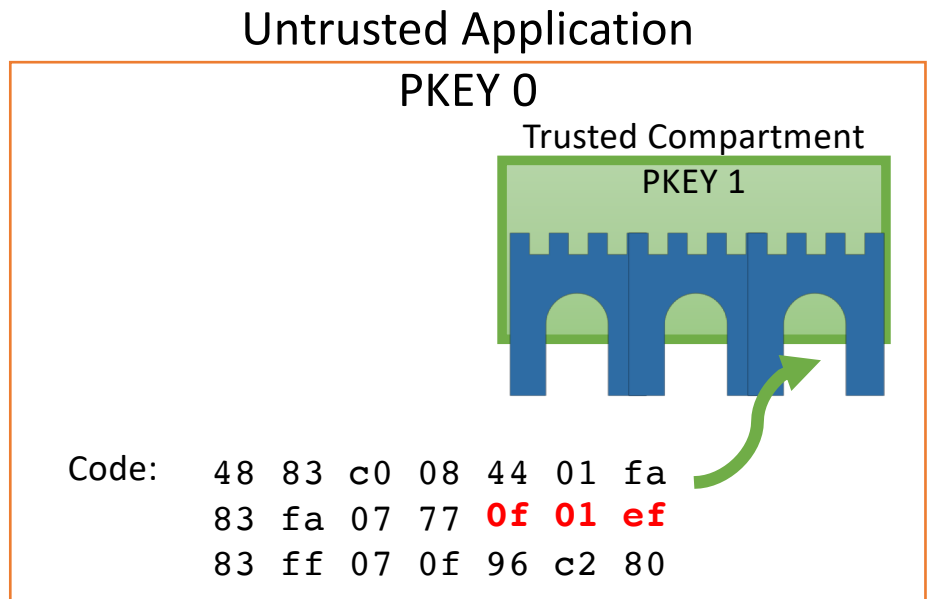 Untrusted Application
PKEY 0
Trusted Compartment
PKEY 1
Code: 48 83 c0 08 44 01 fa
83 fa 07 77 0f 01 ef
83 ff 07 0f 96 c2 80